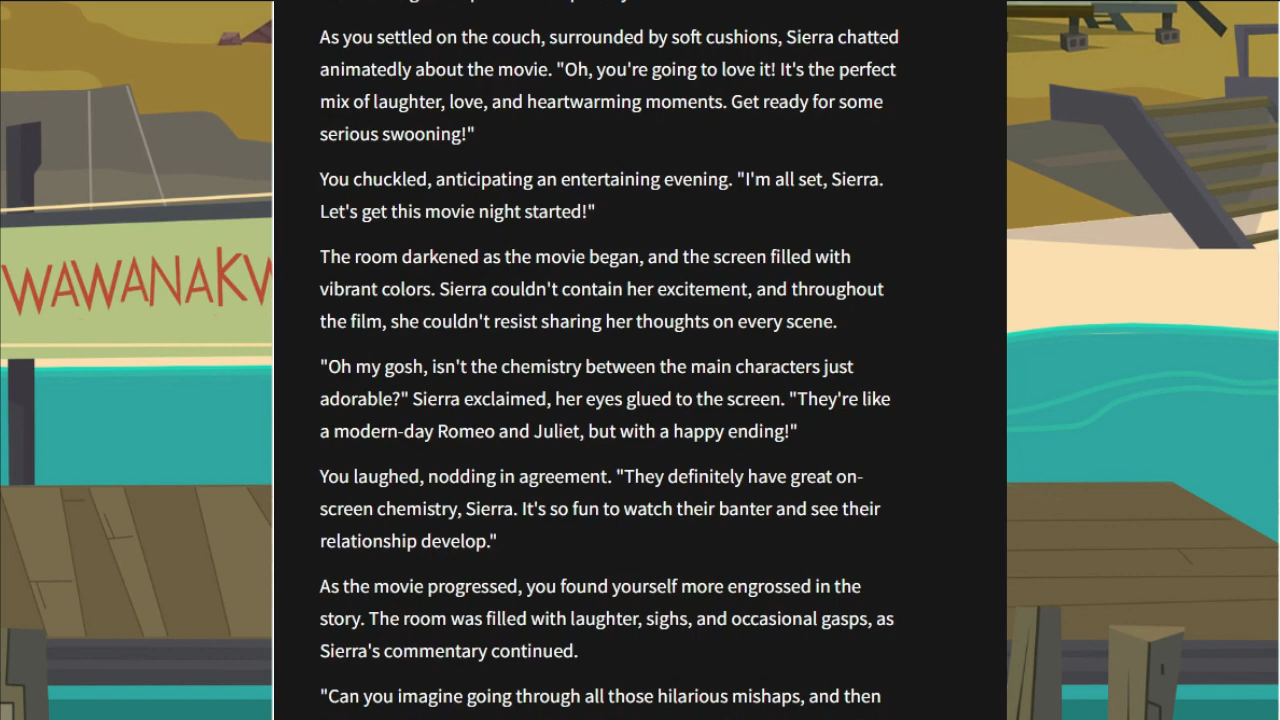 As you settled on the couch, surrounded by soft cushions, Sierra chatted
animatedly about the movie. "Oh, you're going to love it! It's the perfect
mix of laughter, love, and heartwarming moments. Get ready for some
serious swooning!"
You chuckled, anticipating an entertaining evening. "I'm all set, Sierra.
Let's get this movie night started!"
The room darkened as the movie began, and the screen filled with
vibrant colors. Sierra couldn't contain her excitement, and throughout
the film, she couldn't resist sharing her thoughts on every scene.
"Oh my gosh, isn't the chemistry between the main characters just
adorable?" Sierra exclaimed, her eyes glued to the screen. "They're like
a modern-day Romeo and Juliet, but with a happy ending!"
You laughed, nodding in agreement. "They definitely have great on-
screen chemistry, Sierra. It's so fun to watch their banter and see their
relationship develop."
As the movie progressed, you found yourself more engrossed in the
story. The room was filled with laughter, sighs, and occasional gasps, as
Sierra's commentary continued.
"Can you imagine going through all those hilarious mishaps, and then
WAWANAKW